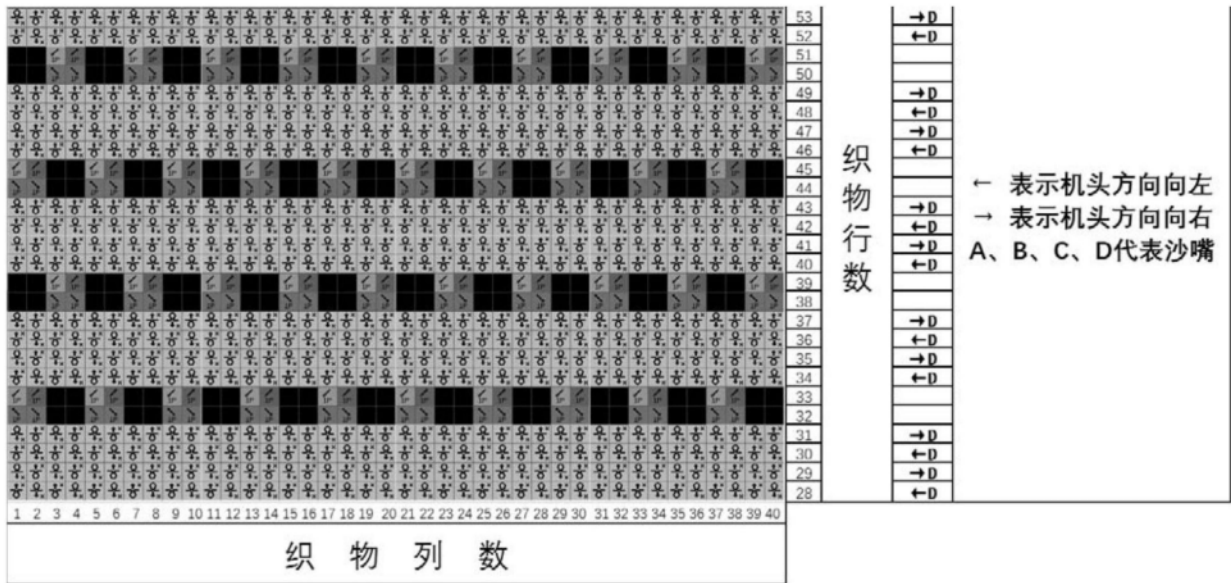 53 →D
52 ←D
51
50
49 →D
48 ←D
47 →D
46 ←D
45
44
43 →D
42 ←D
41 →D
40 ←D
39
38
37 →D
36 ←D
35 →D
34 ←D
33
32
31 →D
30 ←D
29 →D
28 ←D
织物行数
← 表示机头方向向左
→ 表示机头方向向右
A、B、C、D代表沙嘴
1 2 3 4 5 6 7 8 9 10 11 12 13 14 15 16 17 18 19 20 21 22 23 24 25 26 27 28 29 30 31 32 33 34 35 36 37 38 39 40
织物列数